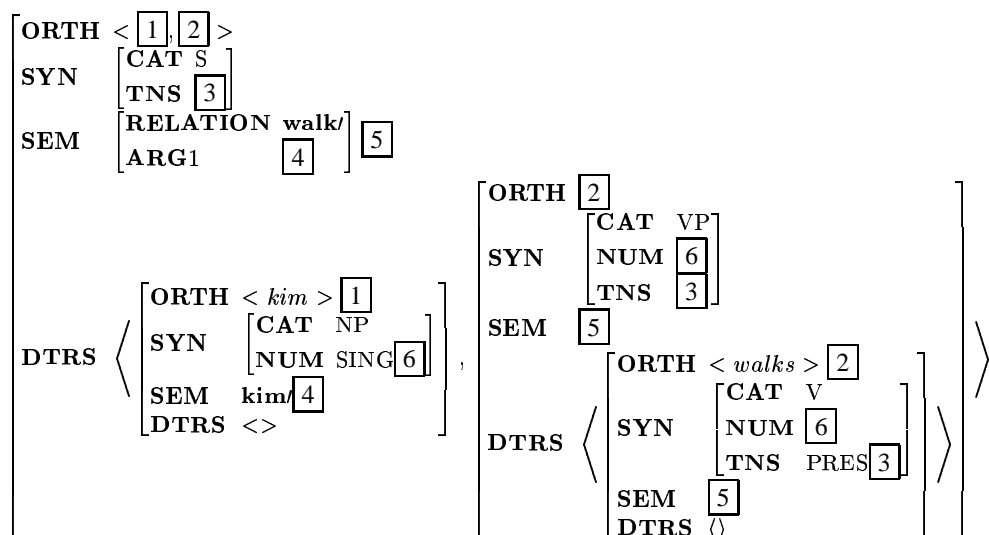 ORTH < 1, 2 >
SYN CAT S
TNS 3
SEM RELATION walk/ 5
ARG1 4
DTRS
ORTH < kim > 1
SYN CAT NP
NUM SING 6
SEM kim/ 4
DTRS <>
,
ORTH 2
SYN CAT VP
NUM 6
TNS 3
SEM 5
DTRS
ORTH < walks > 2
SYN CAT V
NUM 6
TNS PRES 3
SEM 5
DTRS ⟨⟩